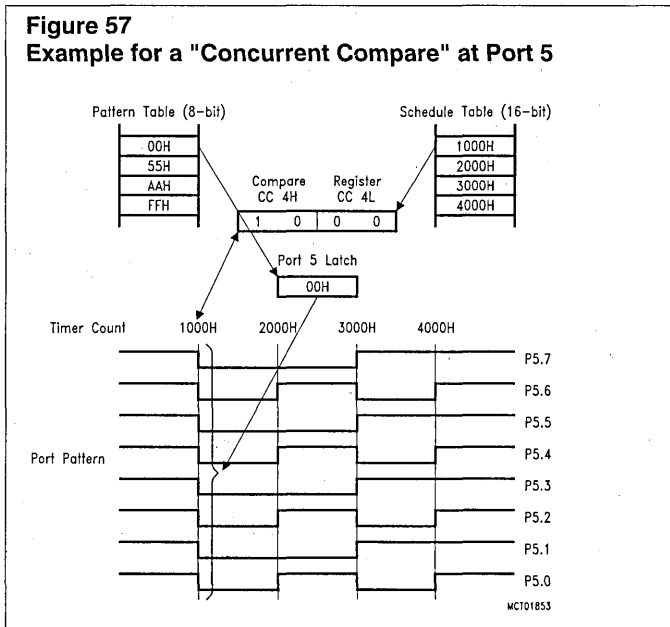 Figure 57
Example for a "Concurrent Compare" at Port 5
Pattern Table (8-bit)
Schedule Table (16-bit)
00H
55H
AAH
FFH
1000H
2000H
3000H
4000H
Compare Register
CC 4H CC 4L
1 0 0 0
Port 5 Latch
00H
Timer Count 1000H 2000H 3000H 4000H
P5.7
P5.6
P5.5
P5.4
Port Pattern
P5.3
P5.2
P5.1
P5.0
MCT01853